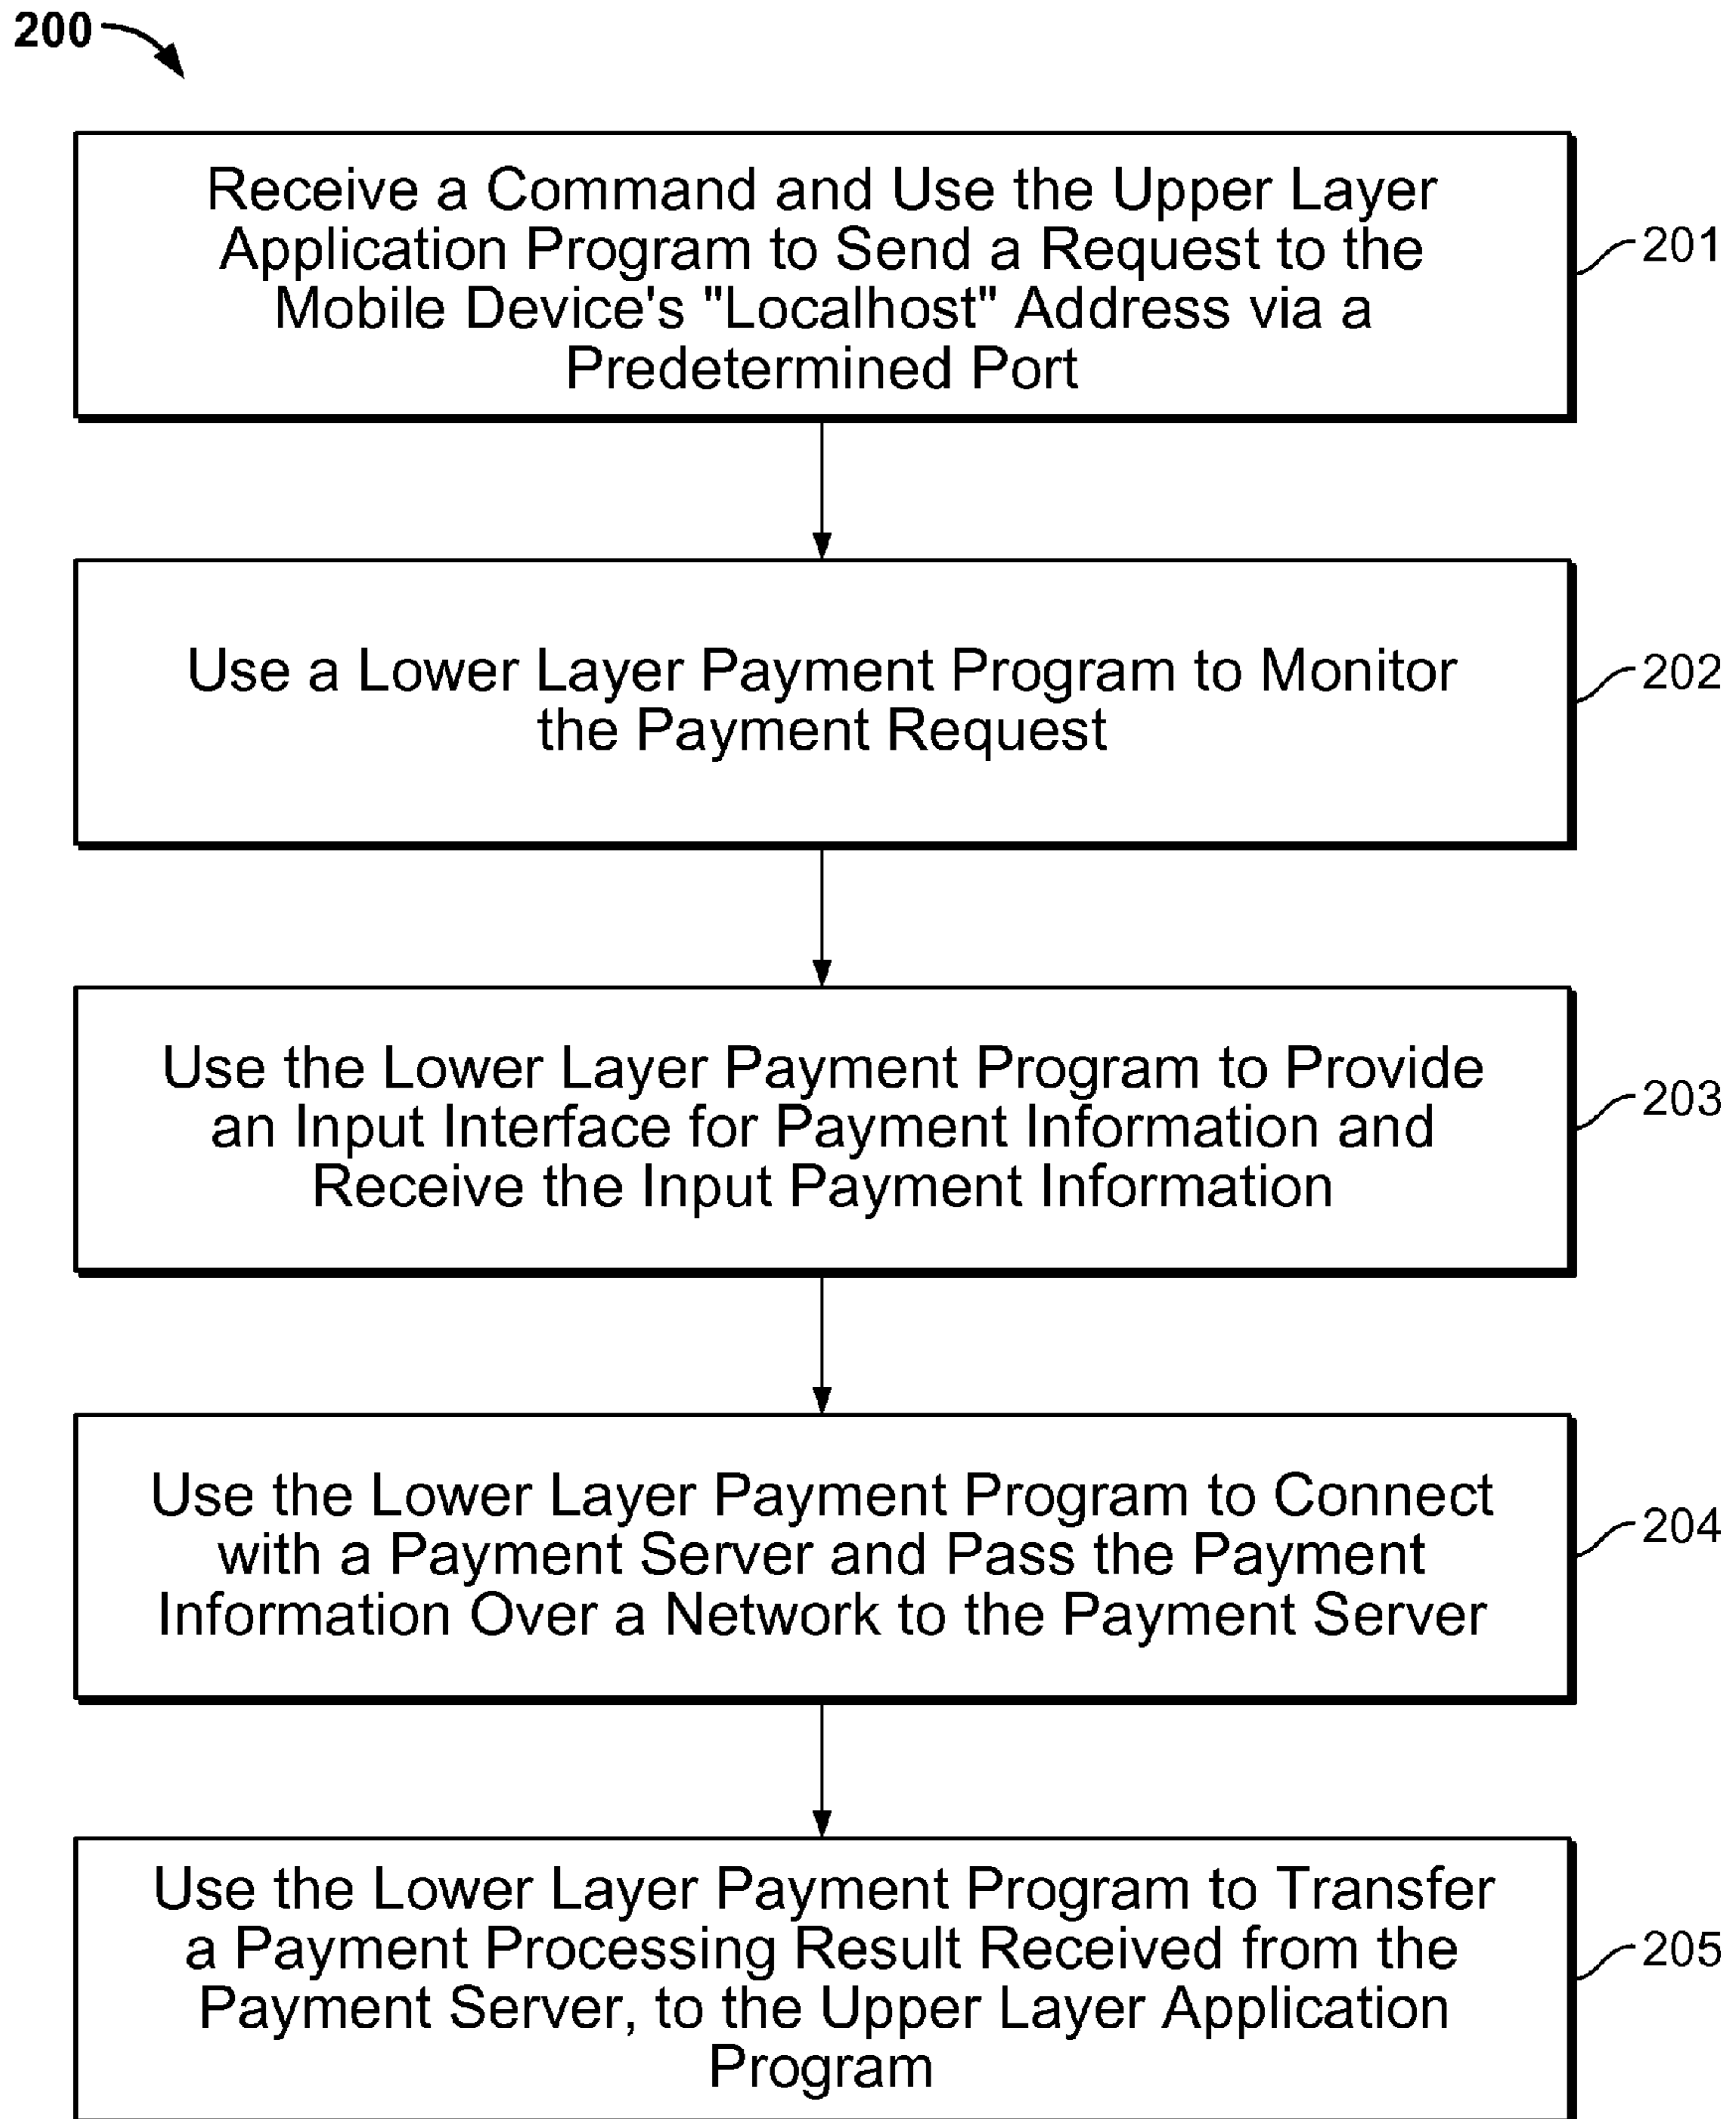 200
Receive a Command and Use the Upper Layer
Application Program to Send a Request to the
Mobile Device's "Localhost" Address via a
Predetermined Port
201
Use a Lower Layer Payment Program to Monitor
the Payment Request
202
Use the Lower Layer Payment Program to Provide
an Input Interface for Payment Information and
Receive the Input Payment Information
203
Use the Lower Layer Payment Program to Connect
with a Payment Server and Pass the Payment
Information Over a Network to the Payment Server
204
Use the Lower Layer Payment Program to Transfer
a Payment Processing Result Received from the
Payment Server, to the Upper Layer Application
Program
205